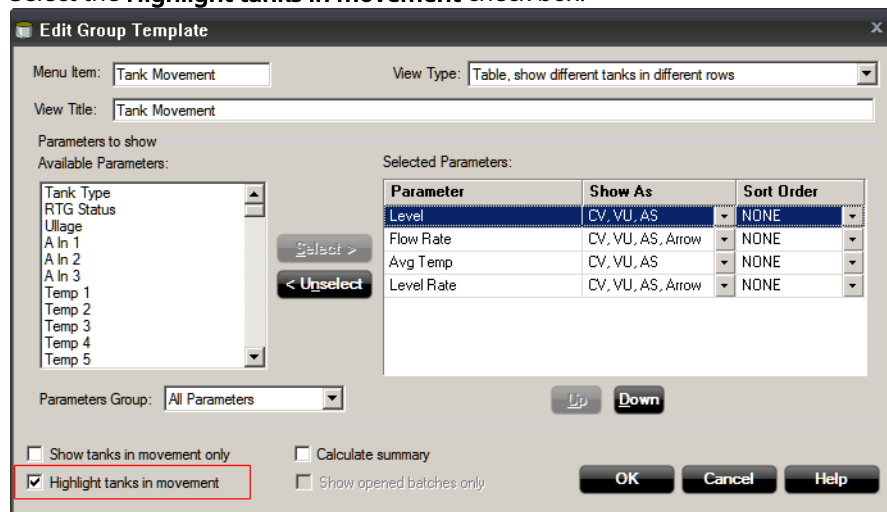 Select the Highlight tanks in movement check box.
Edit Group Template x
Menu Item: Tank Movement View Type: Table, show different tanks in different rows
View Title: Tank Movement
Parameters to show
Available Parameters: Selected Parameters:
Tank Type
RTG Status
Ullage
A In 1
A In 2
A In 3
Temp 1
Temp 2
Temp 3
Temp 4
Temp 5
Select >
< Unselect
Parameter Show As Sort Order
Level CV, VU, AS NONE
Flow Rate CV, VU, AS, Arrow NONE
Avg Temp CV, VU, AS NONE
Level Rate CV, VU, AS, Arrow NONE
Parameters Group: All Parameters Up Down
Show tanks in movement only Calculate summary
Highlight tanks in movement Show opened batches only OK Cancel Help